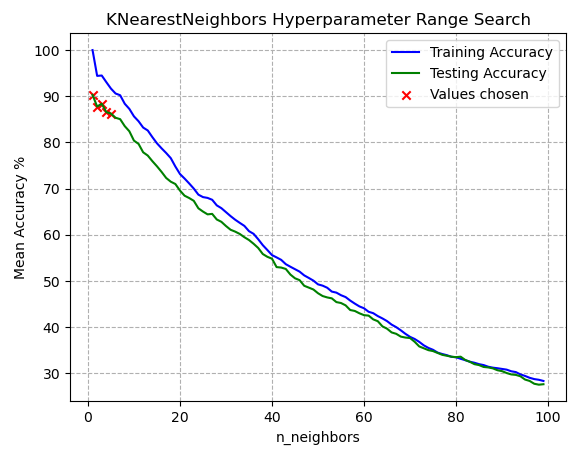 KNearestNeighbors Hyperparameter Range Search
Training Accuracy
Testing Accuracy
Values chosen
Mean Accuracy %
100
90
80
70
60
50
40
30
0 20 40 60 80 100
n_neighbors